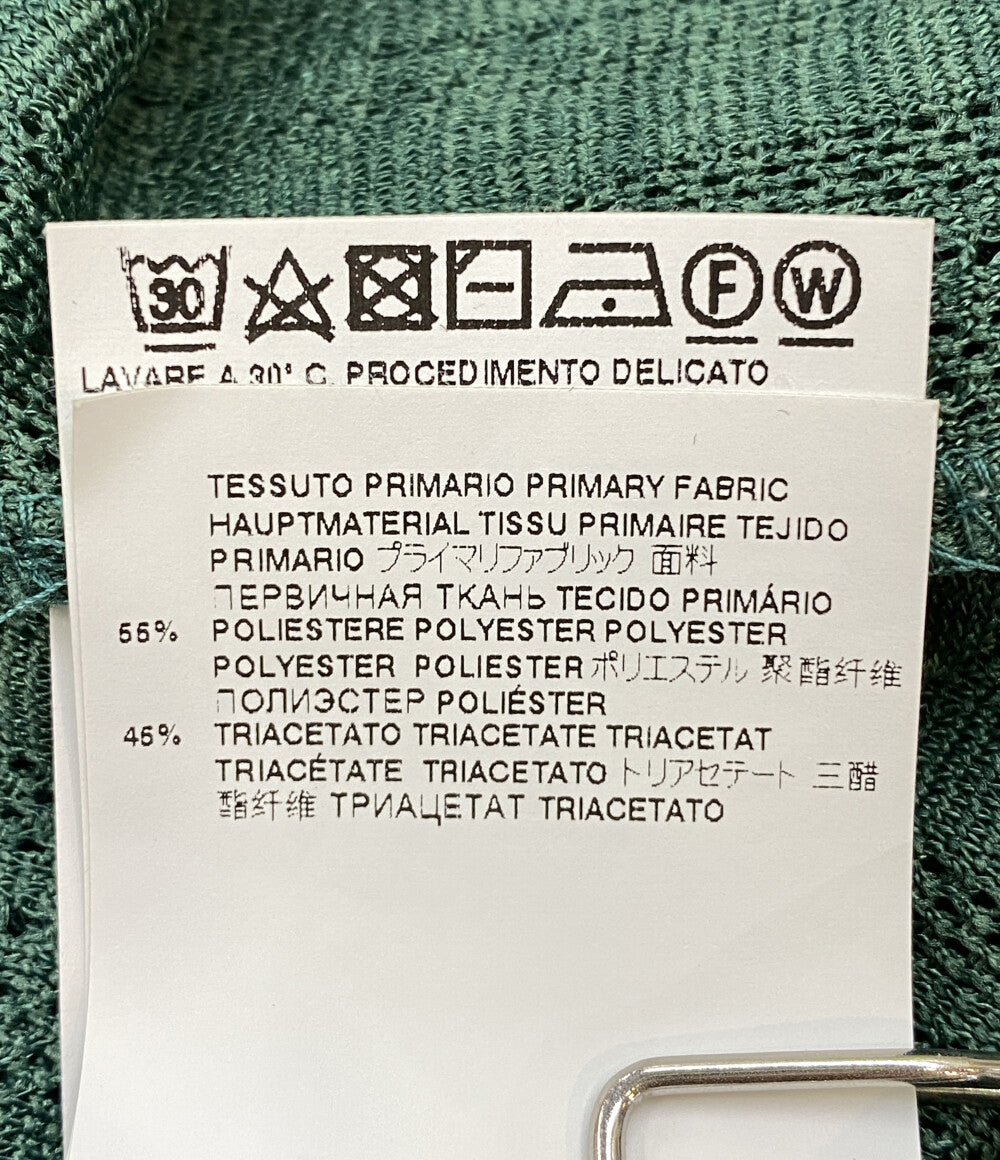 30 F W
LAVARE A 30° C. PROCEDIMENTO DELICATO
TESSUTO PRIMARIO PRIMARY FABRIC
HAUPTMATERIAL TISSU PRIMAIRE TEJIDO
PRIMARIO プライマリファブリック 面料
ПЕРВИЧНАЯ ТКАНЬ TECIDO PRIMÁRIO
55% POLIESTERE POLYESTER POLYESTER
POLYESTER POLIESTER ポリエステル 聚酯纤维
ПОЛИЭСТЕР POLIÉSTER
45% TRIACETATO TRIACETATE TRIACETAT
TRIACÉTATE TRIACETATO トリアセテート 三醋
酯纤维 ТРИАЦЕТАТ TRIACETATO